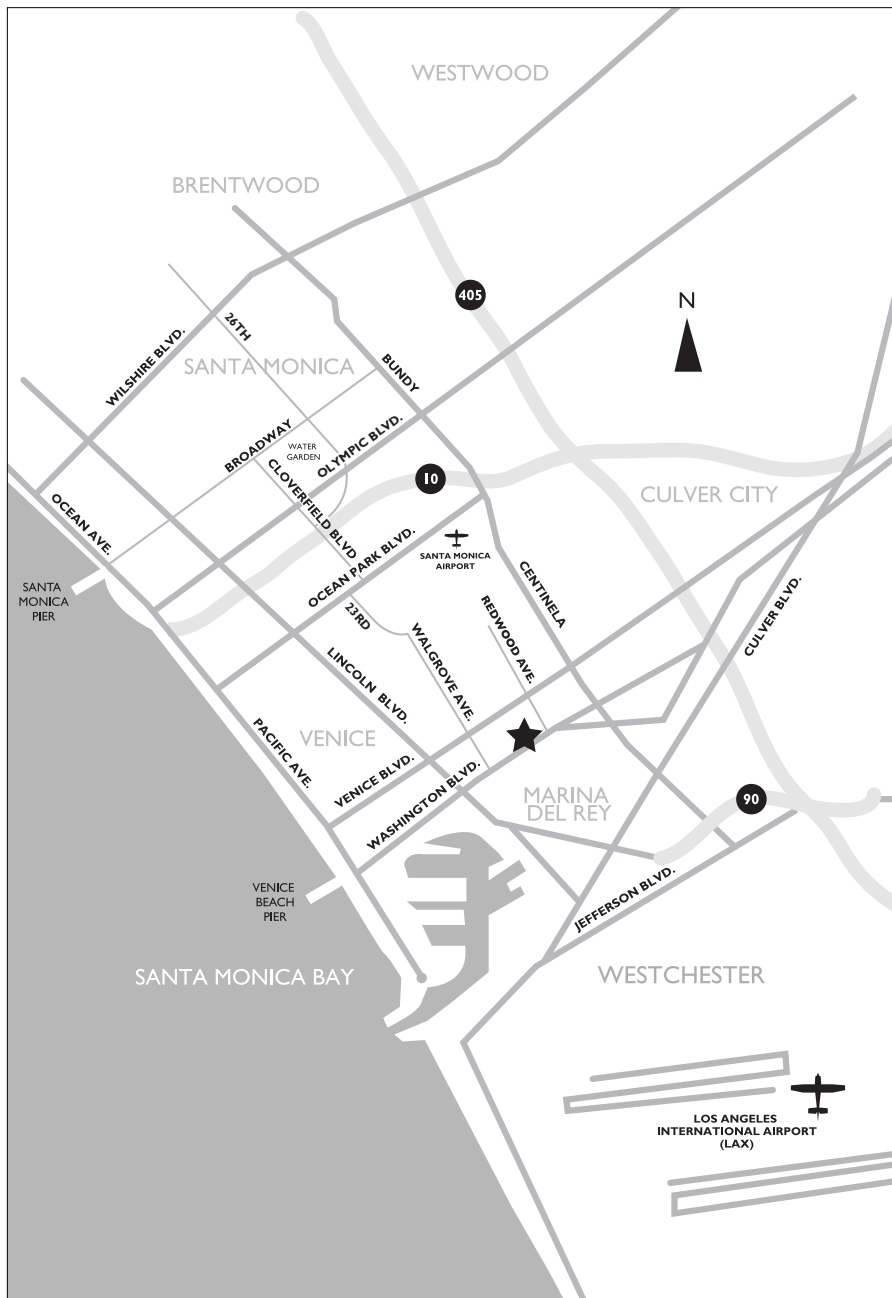 WESTWOOD
BRENTWOOD
405
N
26TH
WILSHIRE BLVD.
SANTA MONICA
BUNDY
BROADWAY
OLYMPIC BLVD.
WATER
GARDEN
CLOVERFIELD BLVD
10
CULVER CITY
OCEAN AVE.
OCEAN PARK BLVD.
SANTA MONICA
AIRPORT
SANTA
MONICA
PIER
CENTINELA
23RD
REDWOOD AVE.
WALGROVE AVE.
CULVER BLVD.
LINCOLN BLVD.
PACIFIC AVE.
VENICE
VENICE BLVD.
WASHINGTON BLVD.
MARINA
DEL REY
90
VENICE
BEACH
PIER
JEFFERSON BLVD.
SANTA MONICA BAY
WESTCHESTER
LOS ANGELES
INTERNATIONAL AIRPORT
(LAX)